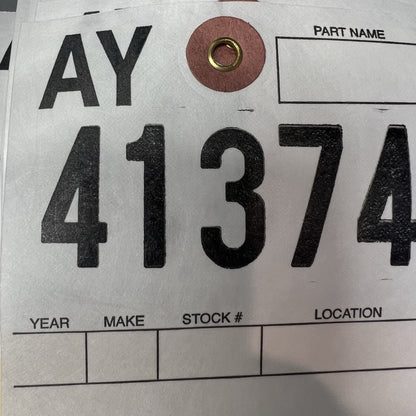 AY
PART NAME
41374
YEAR MAKE STOCK # LOCATION